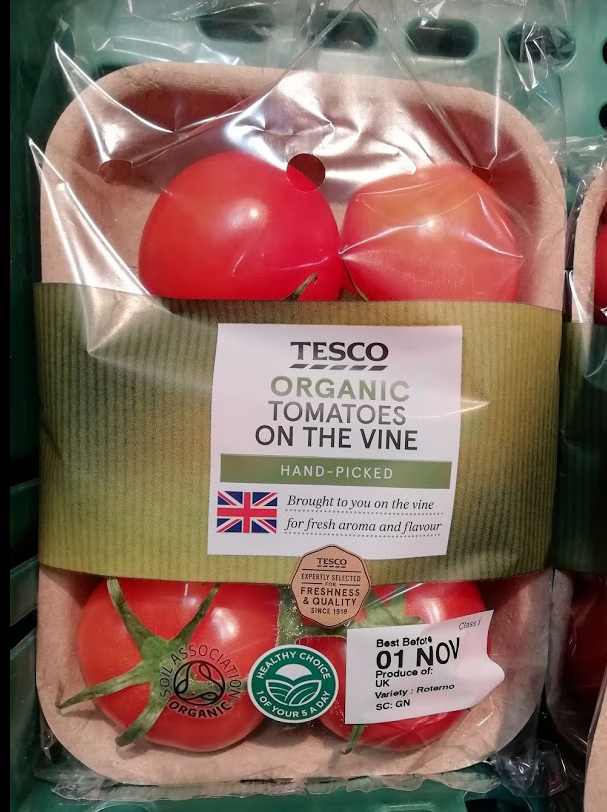 TESCO
ORGANIC
TOMATOES
ON THE VINE
HAND-PICKED
Brought to you on the vine
for fresh aroma and flavour
TESCO
EXPERTLY SELECTED
FOR
FRESHNESS
& QUALITY
SINCE 1919
SOIL ASSOCIATION
ORGANIC
HEALTHY CHOICE
1 OF YOUR 5 A DAY
Class I
Best Before
01 NOV
Produce of:
UK
Variety : Roterno
SC: GN